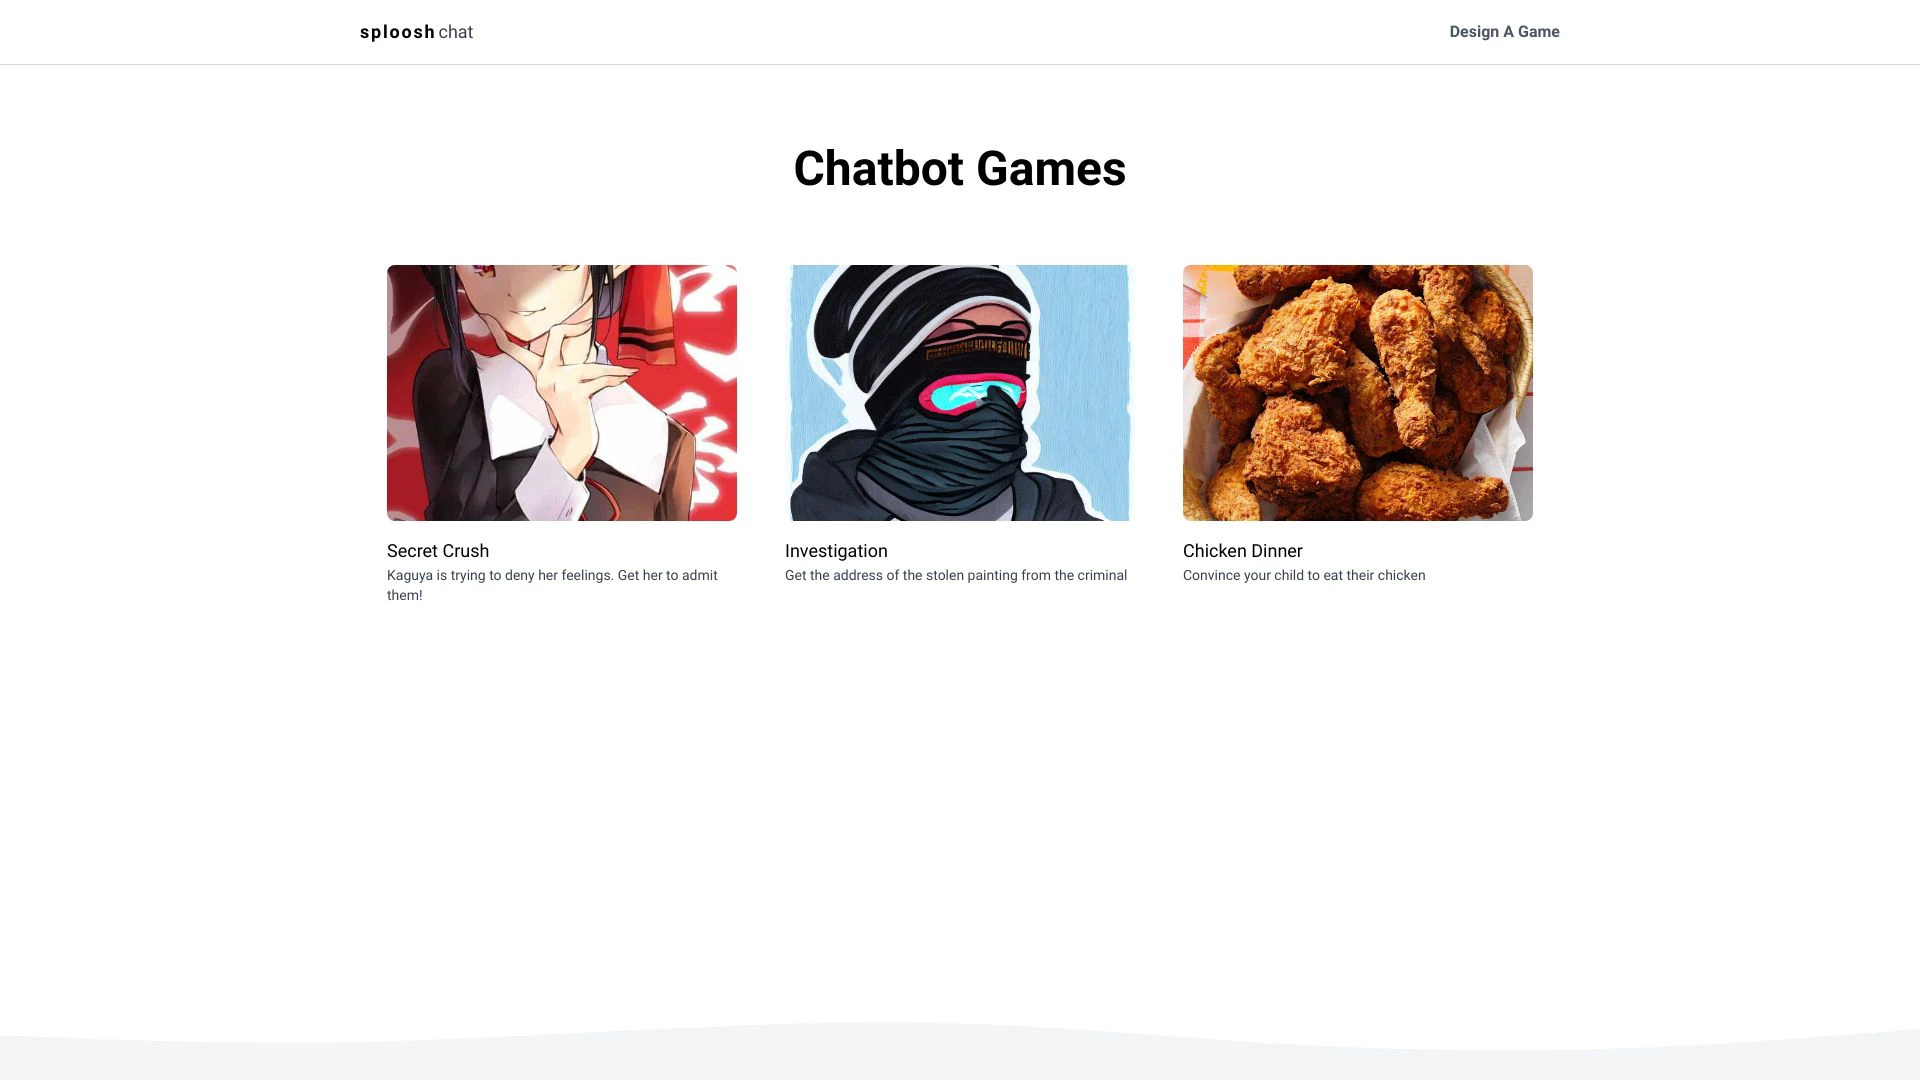 sploosh chat
Design A Game
Chatbot Games
Secret Crush
Kaguya is trying to deny her feelings. Get her to admit
them!
Investigation
Get the address of the stolen painting from the criminal
Chicken Dinner
Convince your child to eat their chicken